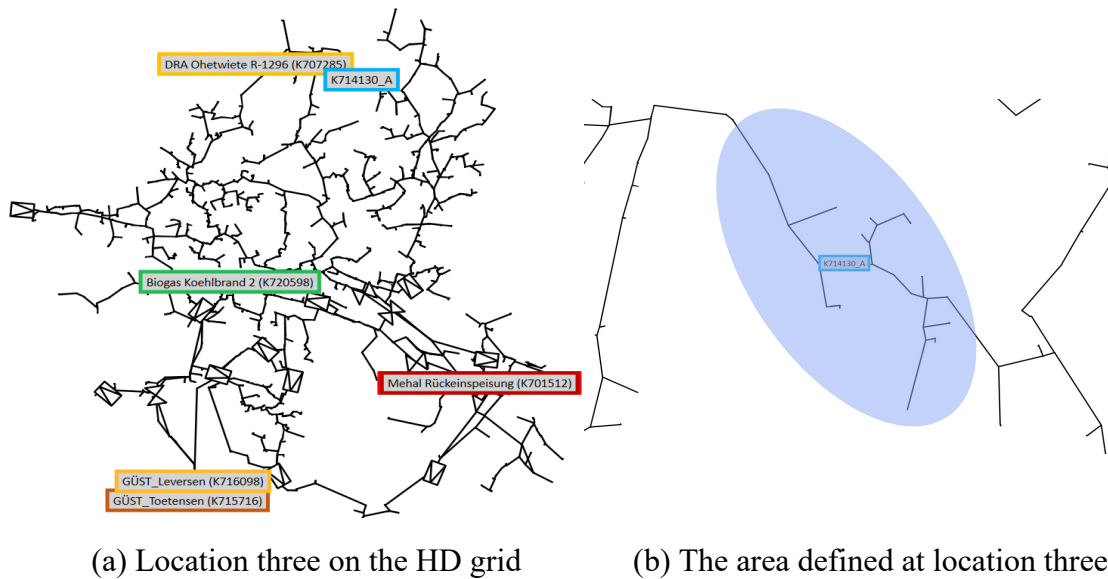 DRA Ohetwiete R-1296 (K707285)
K714130_A
Biogas Koehlbrand 2 (K720598)
Mehal Rückeinspeisung (K701512)
GÜST_Leversen (K716098)
GÜST_Toetensen (K715716)
K714130_A
(a) Location three on the HD grid
(b) The area defined at location three